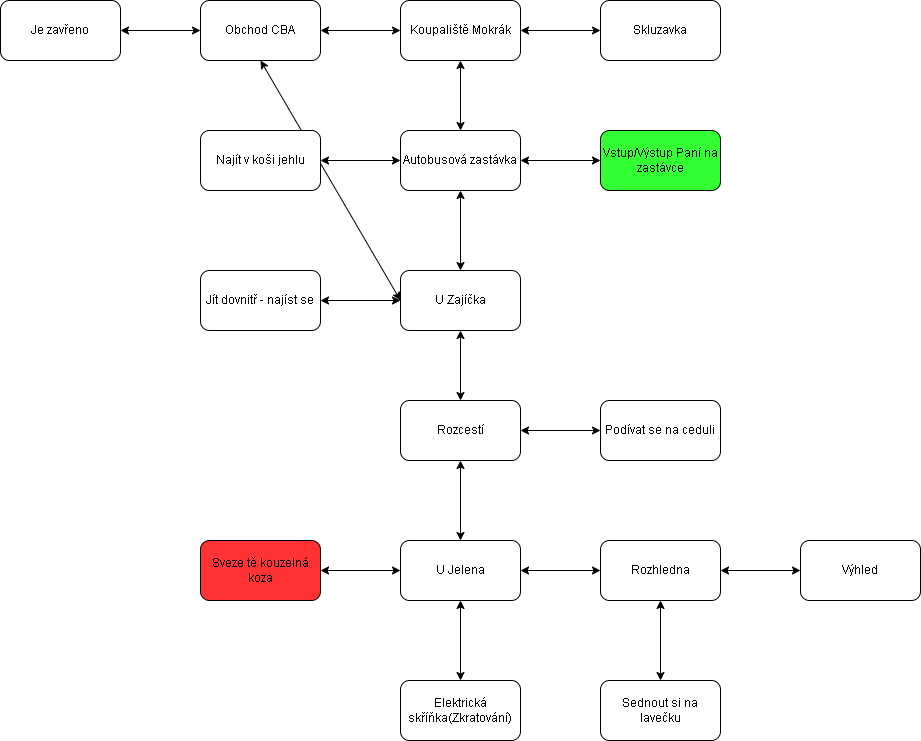 Je zavřeno
Obchod CBA
Koupaliště Mokrák
Skluzavka
Najít v koši jehlu
Autobusová zastávka
Vstup/Výstup Paní na
zastávce
Jít dovnitř - najíst se
U Zajíčka
Rozcestí
Podívat se na ceduli
Sveze tě kouzelná
koza
U Jelena
Rozhledna
Výhled
Elektrická
skříňka(Zkratování)
Sednout si na
lavečku